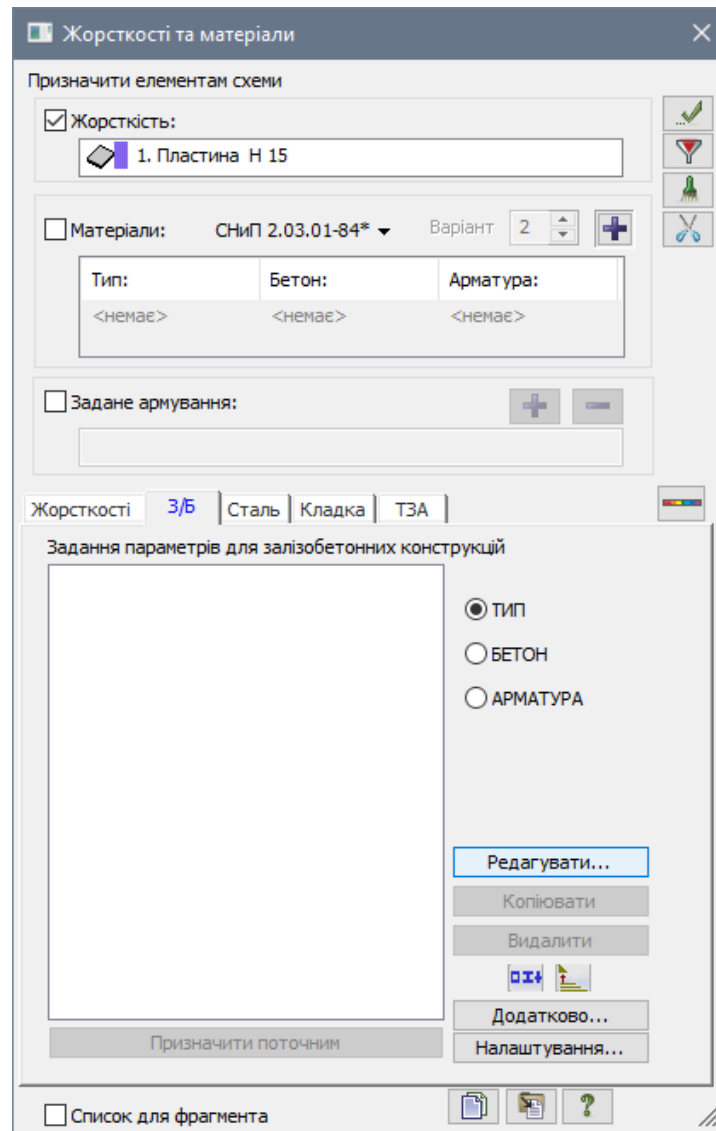 Жорсткості та матеріали
Призначити елементам схеми
Жорсткість:
1. Пластина Н 15
Матеріали: СНиП 2.03.01-84* Варіант 2
Тип: Бетон: Арматура:
<немає> <немає> <немає>
Задане армування:
Жорсткості З/Б Сталь Кладка ТЗА
Задання параметрів для залізобетонних конструкцій
ТИП
БЕТОН
АРМАТУРА
Редагувати...
Копіювати
Видалити
Додатково...
Призначити поточним
Налаштування...
Список для фрагмента